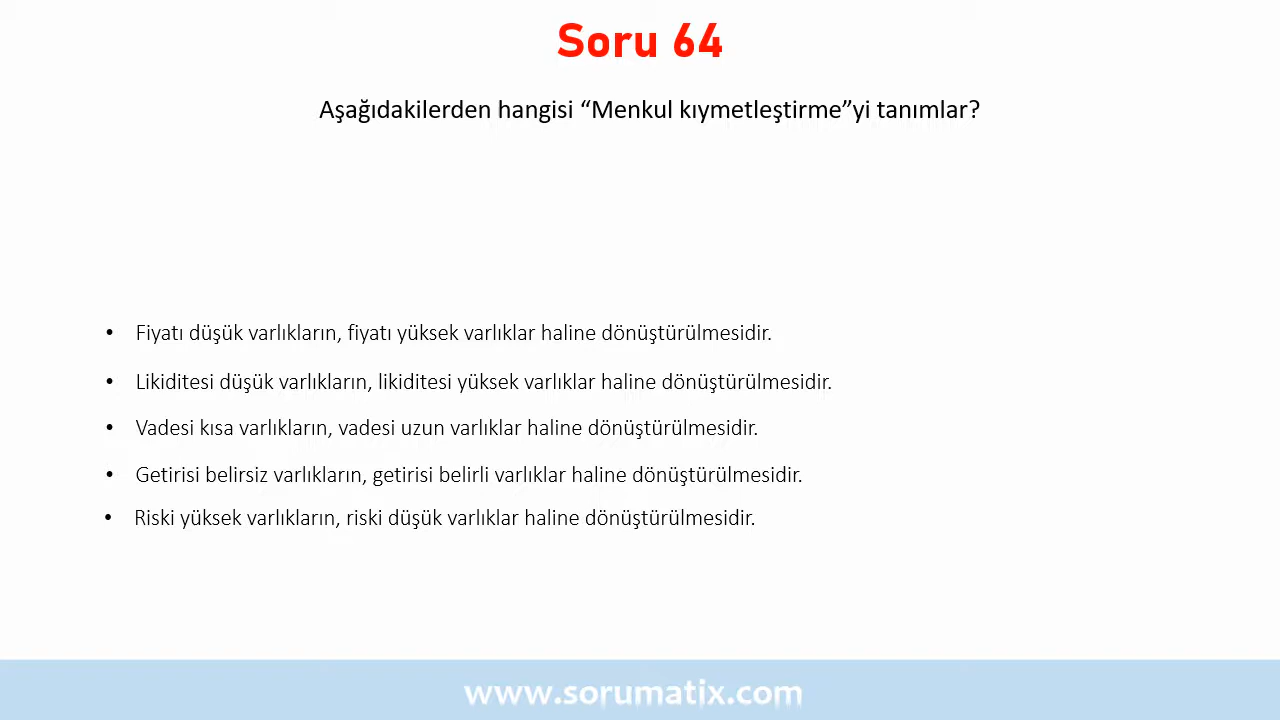 Soru 64
Aşağıdakilerden hangisi “Menkul kıymetleştirme”yi tanımlar?
• Fiyatı düşük varlıkların, fiyatı yüksek varlıklar haline dönüştürülmesidir.
• Likiditesi düşük varlıkların, likiditesi yüksek varlıklar haline dönüştürülmesidir.
• Vadesi kısa varlıkların, vadesi uzun varlıklar haline dönüştürülmesidir.
• Getirisi belirsiz varlıkların, getirisi belirli varlıklar haline dönüştürülmesidir.
• Riski yüksek varlıkların, riski düşük varlıklar haline dönüştürülmesidir.
www.sorumatix.com